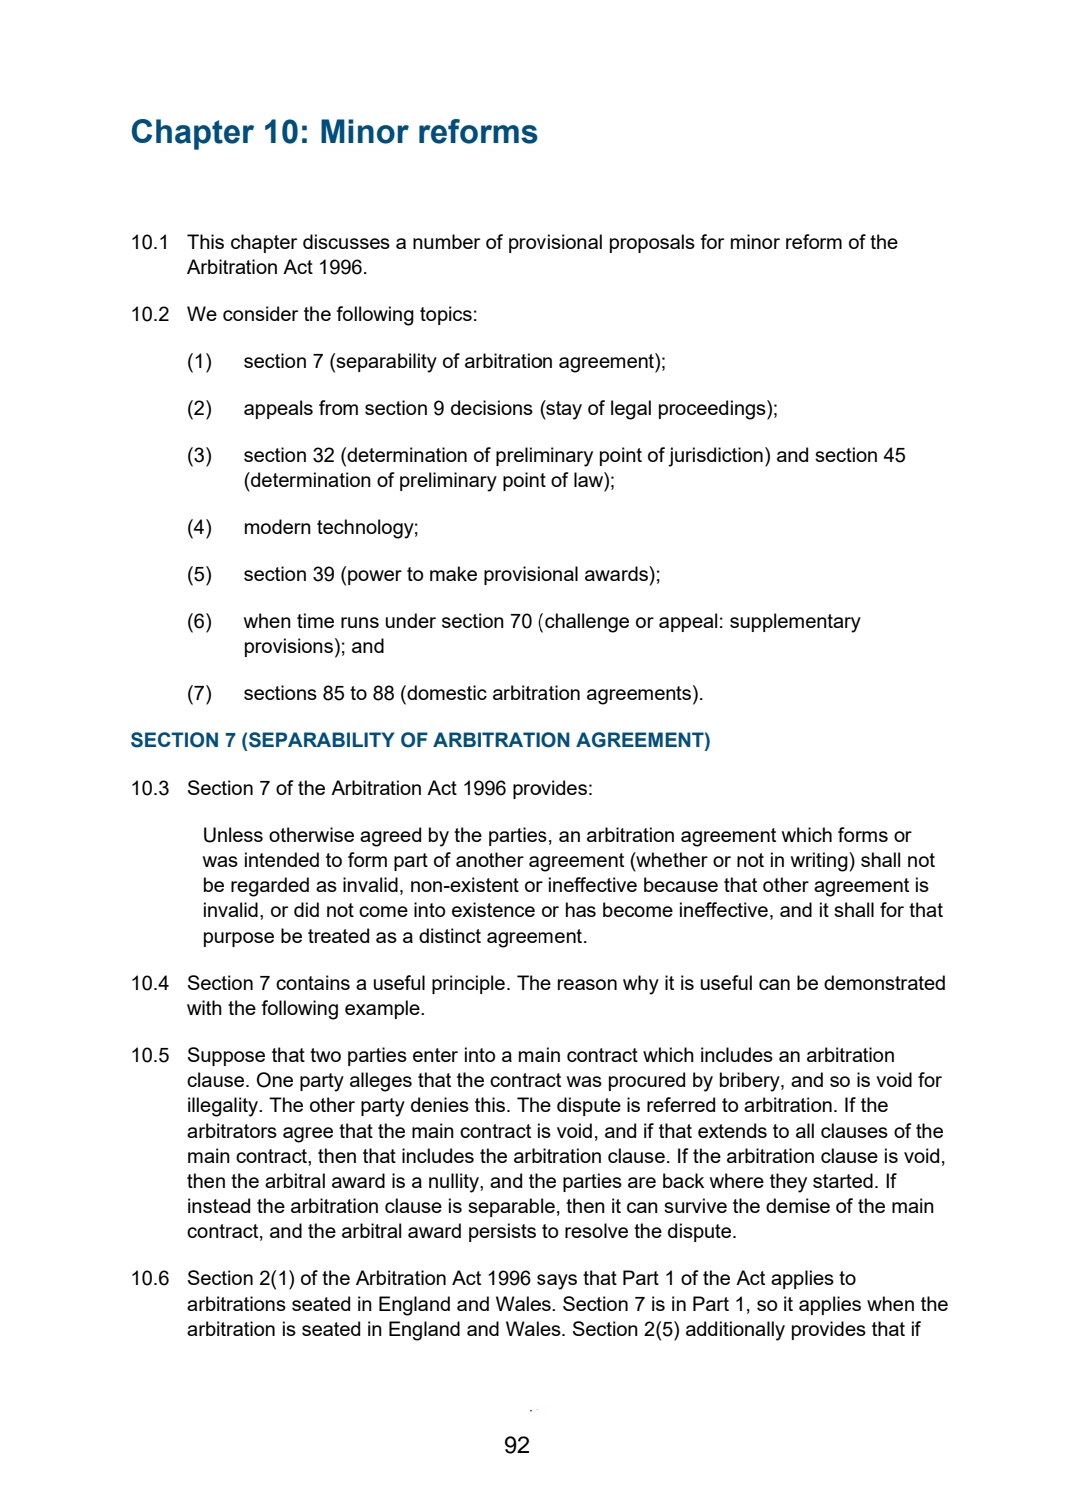 Chapter 10: Minor reforms
10.1 This chapter discusses a number of provisional proposals for minor reform of the
Arbitration Act 1996.
10.2 We consider the following topics:
(1) section 7 (separability of arbitration agreement);
(2) appeals from section 9 decisions (stay of legal proceedings);
(3) section 32 (determination of preliminary point of jurisdiction) and section 45
(determination of preliminary point of law);
(4) modern technology;
(5) section 39 (power to make provisional awards);
(6) when time runs under section 70 (challenge or appeal: supplementary
provisions); and
(7) sections 85 to 88 (domestic arbitration agreements).
SECTION 7 (SEPARABILITY OF ARBITRATION AGREEMENT)
10.3 Section 7 of the Arbitration Act 1996 provides:
Unless otherwise agreed by the parties, an arbitration agreement which forms or
was intended to form part of another agreement (whether or not in writing) shall not
be regarded as invalid, non-existent or ineffective because that other agreement is
invalid, or did not come into existence or has become ineffective, and it shall for that
purpose be treated as a distinct agreement.
10.4 Section 7 contains a useful principle. The reason why it is useful can be demonstrated
with the following example.
10.5 Suppose that two parties enter into a main contract which includes an arbitration
clause. One party alleges that the contract was procured by bribery, and so is void for
illegality. The other party denies this. The dispute is referred to arbitration. If the
arbitrators agree that the main contract is void, and if that extends to all clauses of the
main contract, then that includes the arbitration clause. If the arbitration clause is void,
then the arbitral award is a nullity, and the parties are back where they started. If
instead the arbitration clause is separable, then it can survive the demise of the main
contract, and the arbitral award persists to resolve the dispute.
10.6 Section 2(1) of the Arbitration Act 1996 says that Part 1 of the Act applies to
arbitrations seated in England and Wales. Section 7 is in Part 1, so it applies when the
arbitration is seated in England and Wales. Section 2(5) additionally provides that if
92